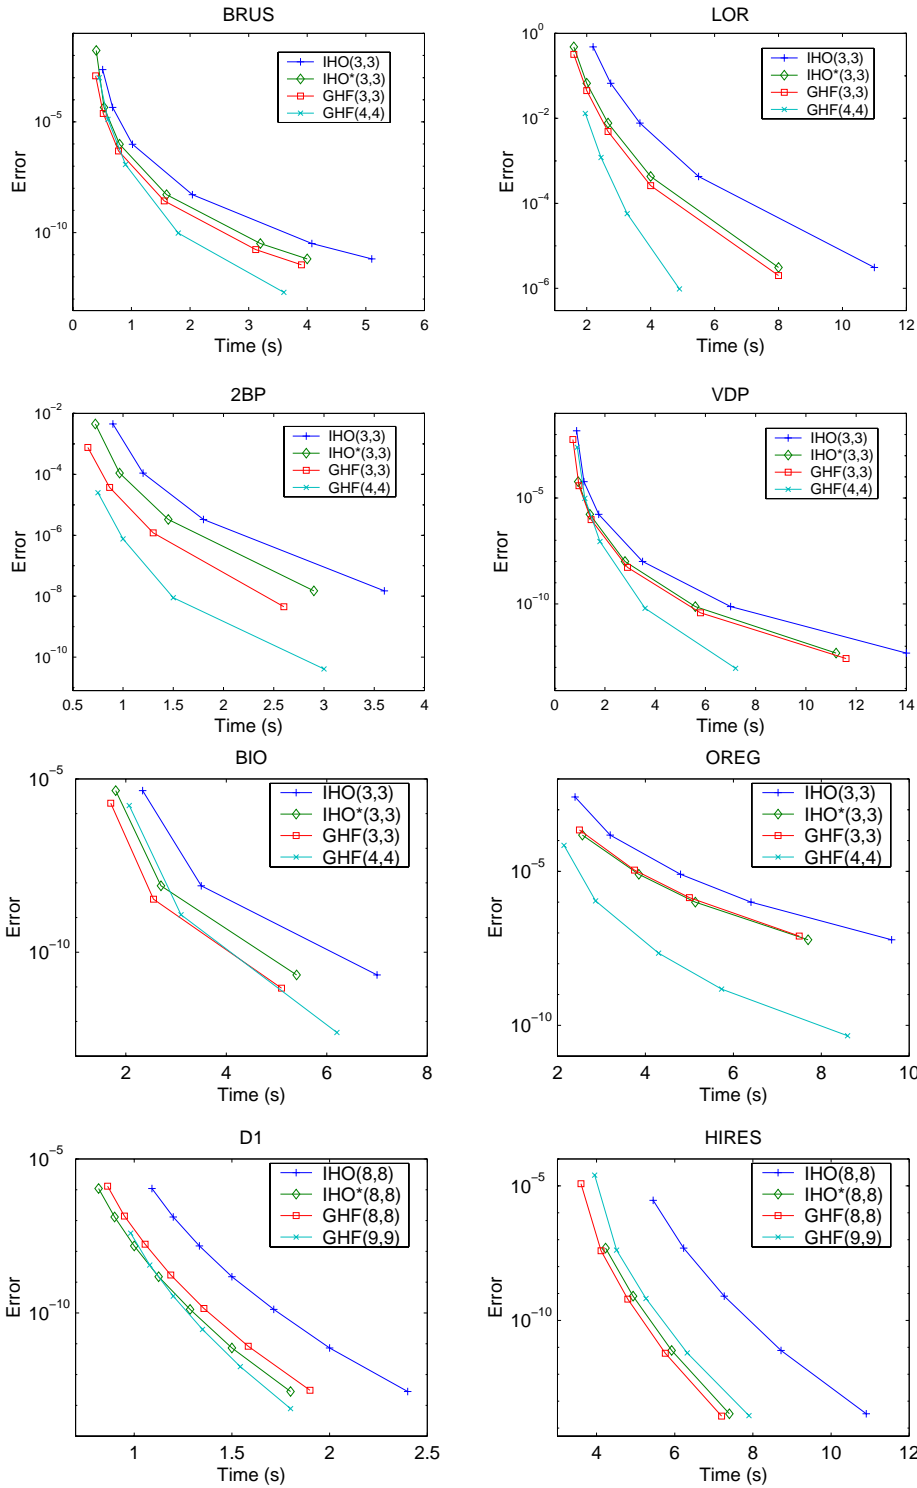 BRUS
Error
10^-5
10^-10
IHO(3,3)
IHO*(3,3)
GHF(3,3)
GHF(4,4)
0 1 2 3 4 5 6
Time (s)
LOR
Error
10^0
10^-2
10^-4
10^-6
IHO(3,3)
IHO*(3,3)
GHF(3,3)
GHF(4,4)
2 4 6 8 10 12
Time (s)
2BP
Error
10^-2
10^-4
10^-6
10^-8
10^-10
IHO(3,3)
IHO*(3,3)
GHF(3,3)
GHF(4,4)
0.5 1 1.5 2 2.5 3 3.5 4
Time (s)
VDP
Error
10^-5
10^-10
IHO(3,3)
IHO*(3,3)
GHF(3,3)
GHF(4,4)
0 2 4 6 8 10 12 14
Time (s)
BIO
Error
10^-5
10^-10
IHO(3,3)
IHO*(3,3)
GHF(3,3)
GHF(4,4)
2 4 6 8
Time (s)
OREG
Error
10^-5
10^-10
IHO(3,3)
IHO*(3,3)
GHF(3,3)
GHF(4,4)
2 4 6 8 10
Time (s)
D1
Error
10^-5
10^-10
IHO(8,8)
IHO*(8,8)
GHF(8,8)
GHF(9,9)
1 1.5 2 2.5
Time (s)
HIRES
Error
10^-5
10^-10
IHO(8,8)
IHO*(8,8)
GHF(8,8)
GHF(9,9)
4 6 8 10 12
Time (s)